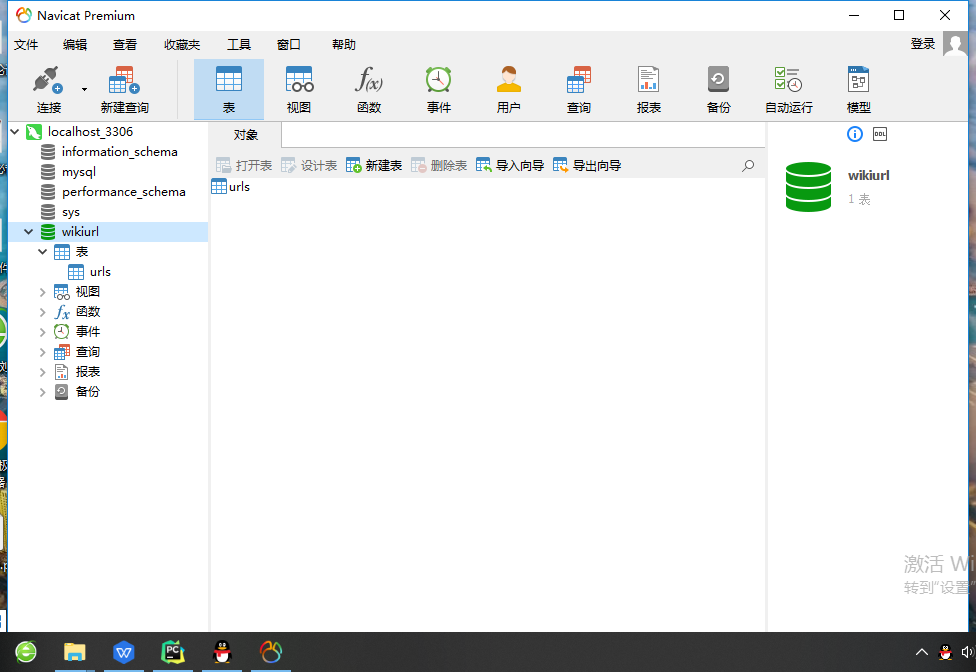 Navicat Premium
文件 编辑 查看 收藏夹 工具 窗口 帮助 登录
连接 新建查询 表 视图 函数 事件 用户 查询 报表 备份 自动运行 模型
localhost_3306
information_schema
mysql
performance_schema
sys
wikiurl
表
urls
视图
函数
事件
查询
报表
备份
对象
打开表 设计表 新建表 删除表 导入向导 导出向导
urls
DDL
wikiurl
1 表
激活 Wi
转到"设置"